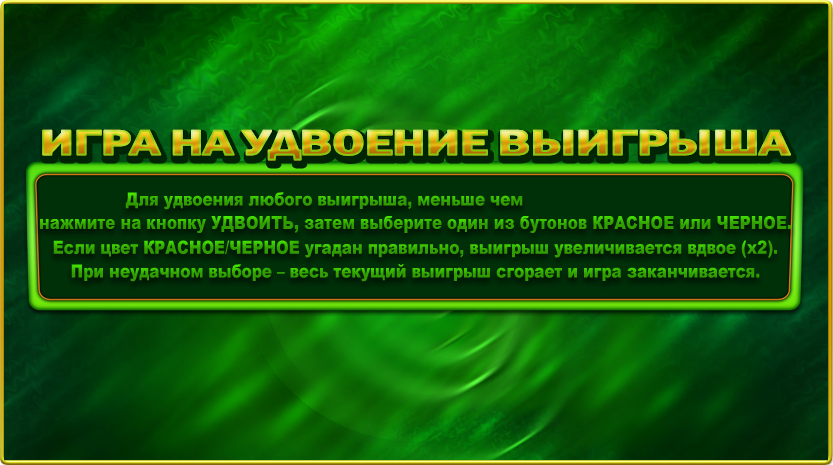 ИГРА НА УДВОЕНИЕ ВЫИГРЫША
Для удвоения любого выигрыша, меньше чем
нажмите на кнопку УДВОИТЬ, затем выберите один из бутонов КРАСНОЕ или ЧЕРНОЕ.
Если цвет КРАСНОЕ/ЧЕРНОЕ угадан правильно, выигрыш увеличивается вдвое (x2).
При неудачном выборе – весь текущий выигрыш сгорает и игра заканчивается.